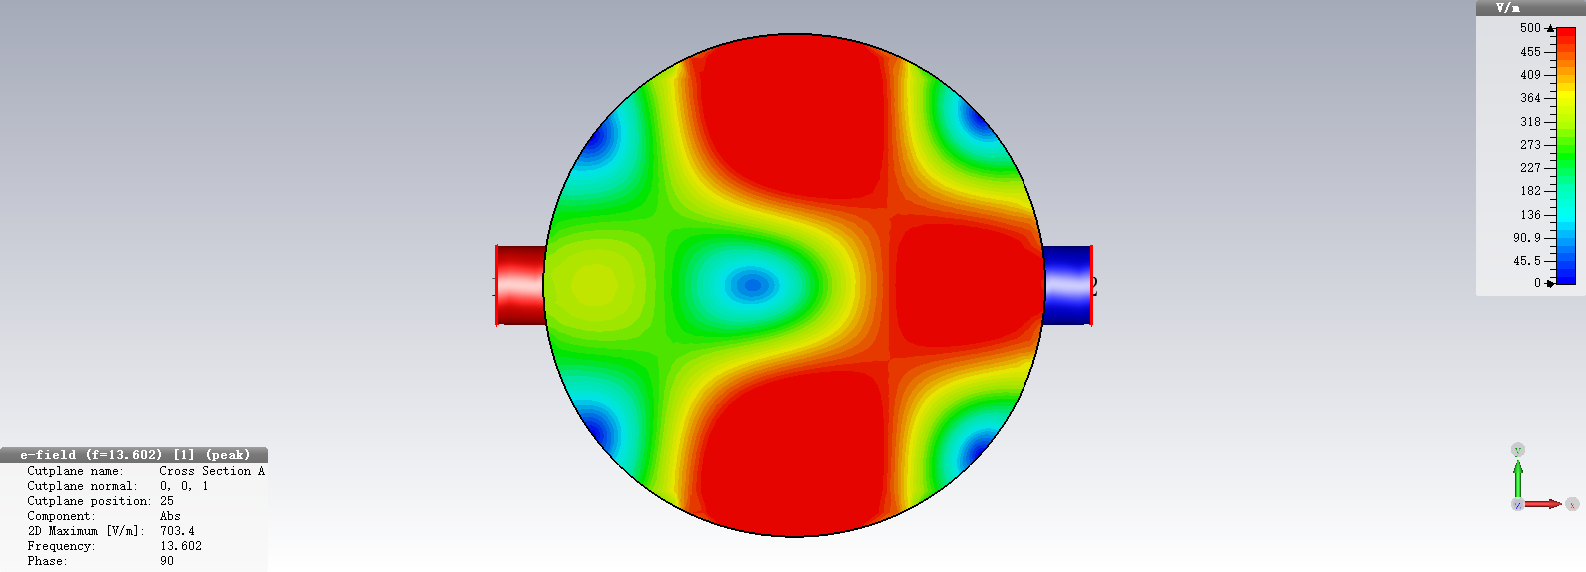 V/m
500
455
409
364
318
273
227
182
136
90.9
45.5
0
2
e-field (f=13.602) [1] (peak)
Cutplane name: Cross Section A
Cutplane normal: 0, 0, 1
Cutplane position: 25
Component: Abs
2D Maximum [V/m]: 703.4
Frequency: 13.602
Phase: 90
y
z
x